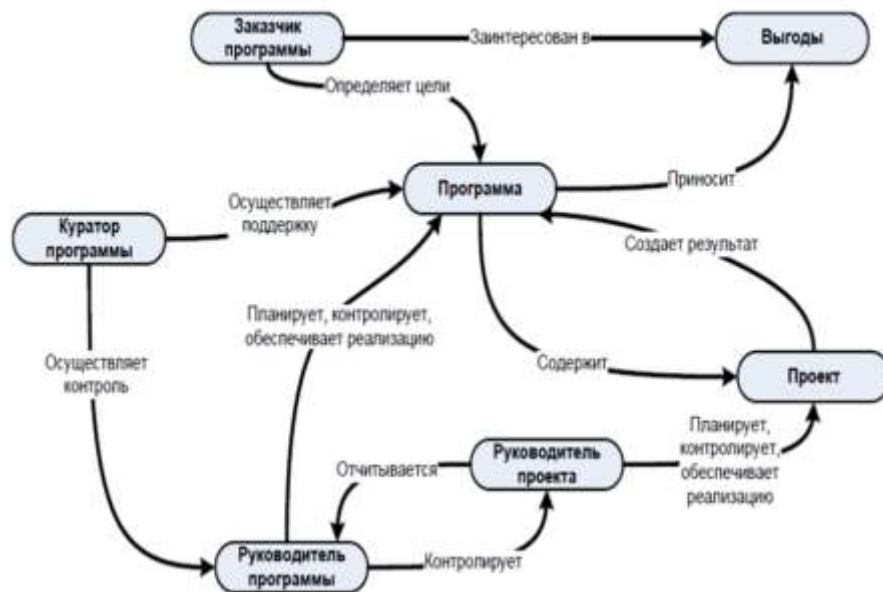 Заказчик
программы
Заинтересован в
Выгоды
Определяет цели
Программа
Приносит
Осуществляет
поддержку
Куратор
программы
Создает результат
Планирует, контролирует,
обеспечивает реализацию
Осуществляет
контроль
Содержит
Проект
Планирует,
контролирует,
обеспечивает
реализацию
Руководитель
проекта
Отчитывается
Руководитель
программы
Контролирует